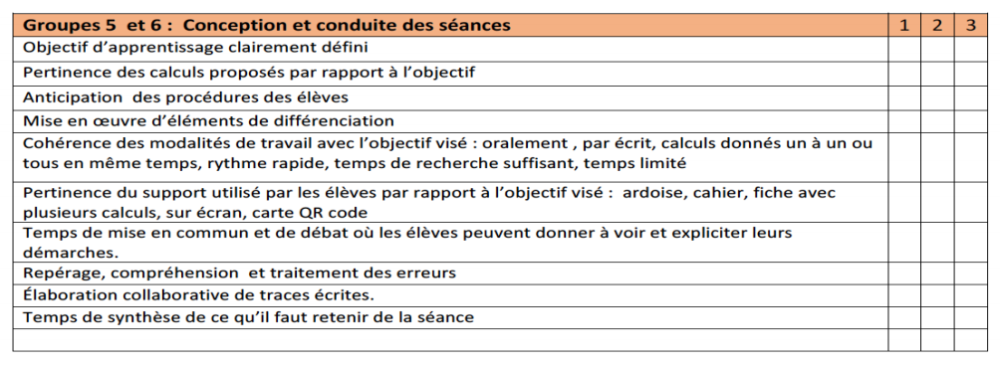 Groupes 5 et 6 : Conception et conduite des séances 1 2 3
Objectif d'apprentissage clairement défini
Pertinence des calculs proposés par rapport à l'objectif
Anticipation des procédures des élèves
Mise en œuvre d'éléments de différenciation
Cohérence des modalités de travail avec l'objectif visé : oralement , par écrit, calculs donnés un à un ou
tous en même temps, rythme rapide, temps de recherche suffisant, temps limité
Pertinence du support utilisé par les élèves par rapport à l'objectif visé : ardoise, cahier, fiche avec
plusieurs calculs, sur écran, carte QR code
Temps de mise en commun et de débat où les élèves peuvent donner à voir et expliciter leurs
démarches.
Repérage, compréhension et traitement des erreurs
Élaboration collaborative de traces écrites.
Temps de synthèse de ce qu'il faut retenir de la séance